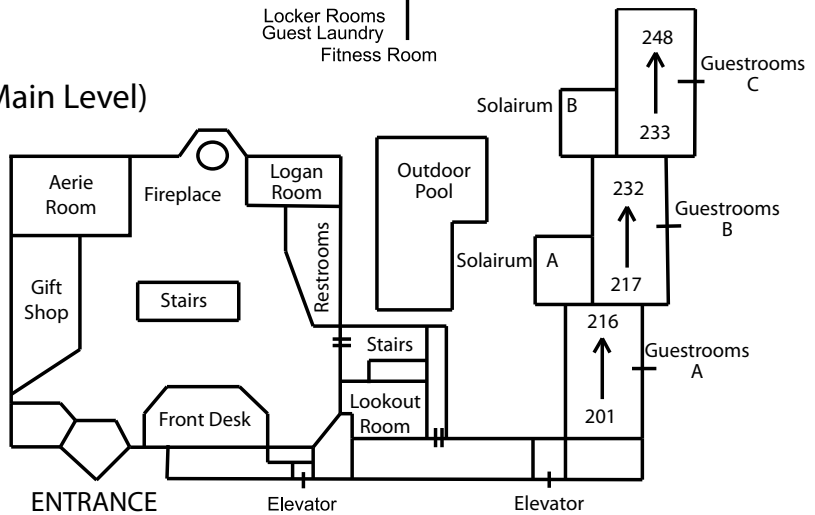 Locker Rooms
Guest Laundry
Fitness Room
Main Level)
248
Guestrooms
C
Solairum B
233
Aerie
Room
Fireplace
Logan
Room
Outdoor
Pool
232
Guestrooms
B
Gift
Shop
Stairs
Restrooms
Solairum A
217
216
Stairs
Guestrooms
A
Front Desk
Lookout
Room
201
ENTRANCE
Elevator
Elevator